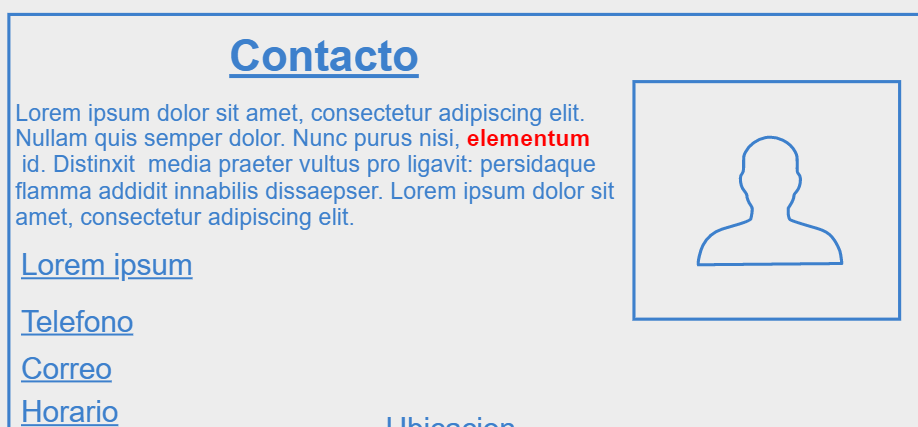 Contacto
Lorem ipsum dolor sit amet, consectetur adipiscing elit.
Nullam quis semper dolor. Nunc purus nisi, elementum
id. Distinxit  media praeter vultus pro ligavit: persidaque
flamma addidit innabilis dissaepser. Lorem ipsum dolor sit
amet, consectetur adipiscing elit.
Lorem ipsum
Telefono
Correo
Horario
Ubicacion